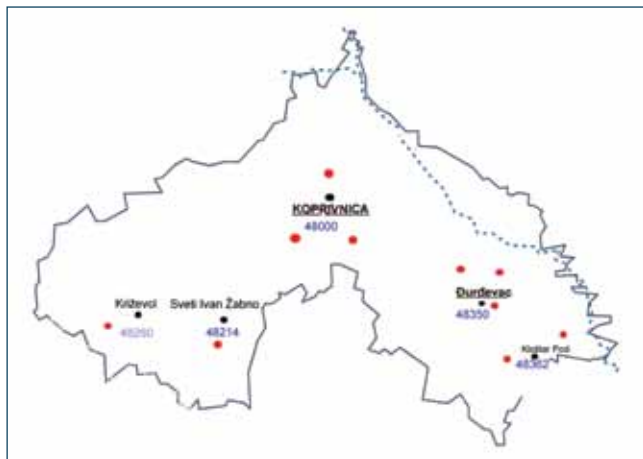 KOPRIVNICA
48000
Đurđevac
48350
Križevci
48260
Sveti Ivan Žabno
48214
Kloštar Pod
48362